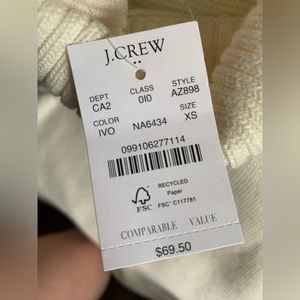 J.CREW
DEPT CLASS STYLE
CA2 0I0 AZ898
COLOR SIZE
IVO NA6434 XS
099106277114
FSC
RECYCLED
Paper
FSC® C117781
COMPARABLE VALUE
$69.50